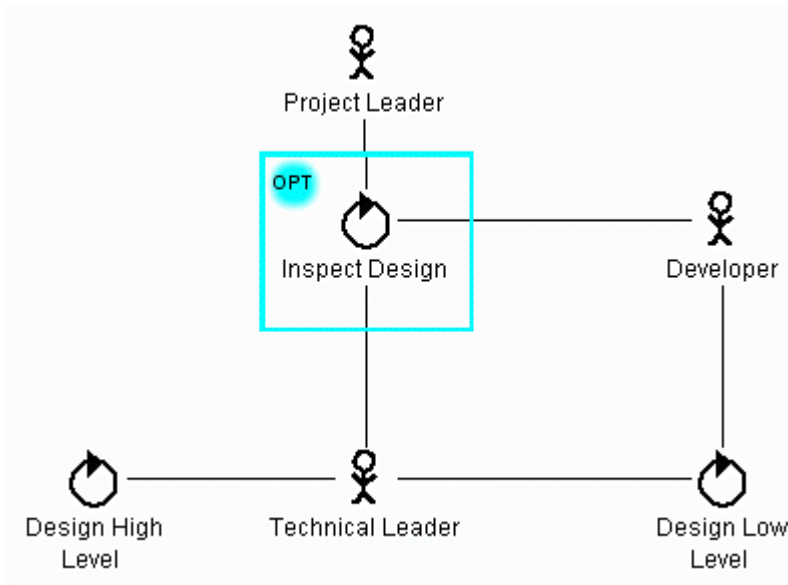 Project Leader
OPT
Inspect Design
Developer
Design High
Level
Technical Leader
Design Low
Level